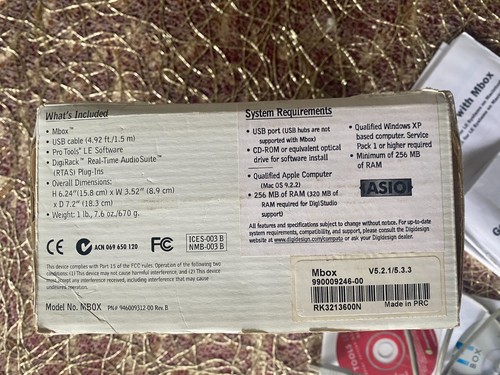 What's Included
• Mbox™
• USB cable (4.92 ft/1.5 m)
• Pro Tools® LE Software
• DigiRack™ Real-Time AudioSuite™
(RTAS) Plug-Ins
• Overall Dimensions:
H 6.24"(15.8 cm) x W 3.52" (8.9 cm)
x D 7.2" (18.3 cm)
• Weight: 1 lb., 7.6 oz/670 g.
System Requirements
• USB port (USB hubs are not
supported with Mbox)
• CD-ROM or equivalent optical
drive for software install
• Qualified Apple Computer
(Mac OS 9.2.2)
• 256 MB of RAM (320 MB of
RAM required for DigiStudio
support)
• Qualified Windows XP
based computer. Service
Pack 1 or higher required
• Minimum of 256 MB
of RAM
ASIO
All features and specifications subject to change without notice. For up-to-date
system requirements, compatibility, and support, please consult the Digidesign
website at www.digidesign.com/compato or ask your Digidesign dealer.
CE
ACN 069 650 120
FC
ICES-003 B
NMB-003 B
This device complies with Part 15 of the FCC rules. Operation of the following two
conditions: (1) This device may not cause harmful interference, and (2) This device
must accept any interference received, including interference that may cause
undesired operation.
Model No. MBOX
PN# 946009312-00 Rev. B
Mbox V5.2.1/5.3.3
990009246-00
RK3213600N Made in PRC
with Mbox
BOX